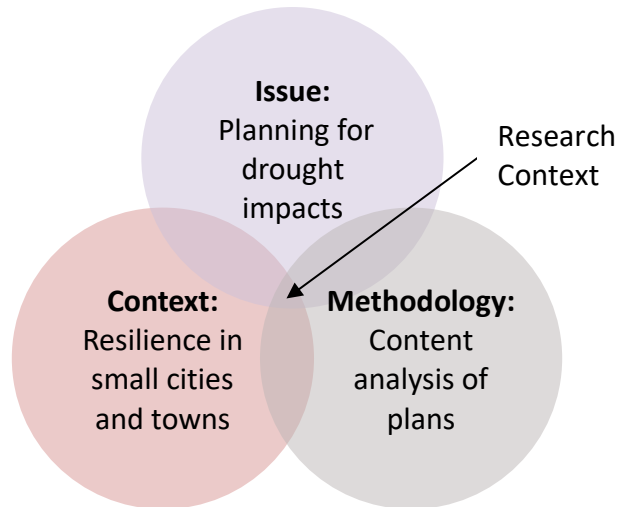 Issue:
Planning for
drought
impacts
Research
Context
Context:
Resilience in
small cities
and towns
Methodology:
Content
analysis of
plans